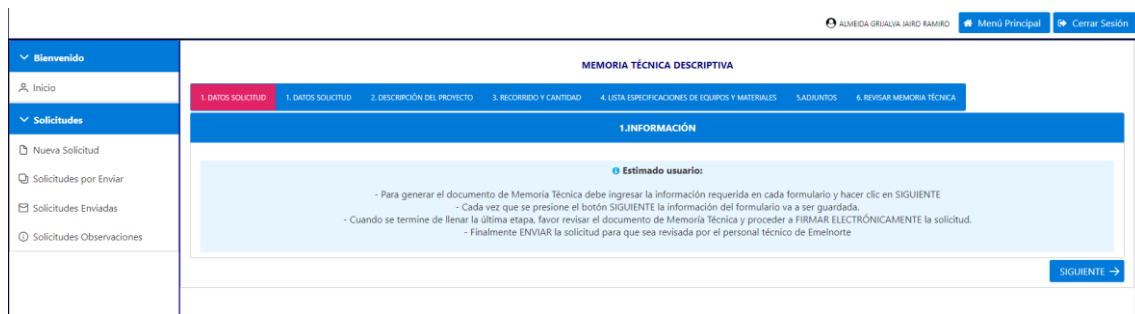 ALMEIDA GRIJALVA JAIRO RAMIRO Menú Principal Cerrar Sesión
Bienvenido
Inicio
Solicitudes
Nueva Solicitud
Solicitudes por Enviar
Solicitudes Enviadas
Solicitudes Observaciones
MEMORIA TÉCNICA DESCRIPTIVA
1. DATOS SOLICITUD 1. DATOS SOLICITUD 2. DESCRIPCIÓN DEL PROYECTO 3. RECORRIDO Y CANTIDAD 4. LISTA ESPECIFICACIONES DE EQUIPOS Y MATERIALES 5.ADJUNTOS 6. REVISAR MEMORIA TÉCNICA
1.INFORMACIÓN
Estimado usuario:
- Para generar el documento de Memoria Técnica debe ingresar la información requerida en cada formulario y hacer clic en SIGUIENTE
- Cada vez que se presione el botón SIGUIENTE la información del formulario va a ser guardada.
- Cuando se termine de llenar la última etapa, favor revisar el documento de Memoria Técnica y proceder a FIRMAR ELECTRÓNICAMENTE la solicitud.
- Finalmente ENVIAR la solicitud para que sea revisada por el personal técnico de Emelnorte
SIGUIENTE